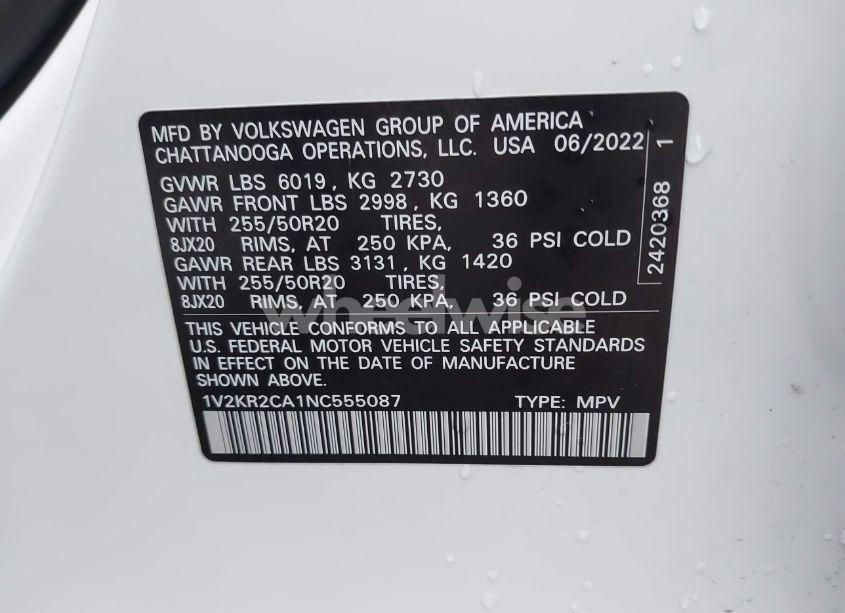 MFD BY VOLKSWAGEN GROUP OF AMERICA
CHATTANOOGA OPERATIONS, LLC. USA 06/2022
GVWR LBS 6019, KG 2730
GAWR FRONT LBS 2998, KG 1360
WITH 255/50R20 TIRES,
8JX20 RIMS, AT 250 KPA, 36 PSI COLD
GAWR REAR LBS 3131, KG 1420
WITH 255/50R20 TIRES,
8JX20 RIMS, AT 250 KPA, 36 PSI COLD
THIS VEHICLE CONFORMS TO ALL APPLICABLE
U.S. FEDERAL MOTOR VEHICLE SAFETY STANDARDS
IN EFFECT ON THE DATE OF MANUFACTURE
SHOWN ABOVE.
1V2KR2CA1NC555087 TYPE: MPV
2420368 1
wheelwise